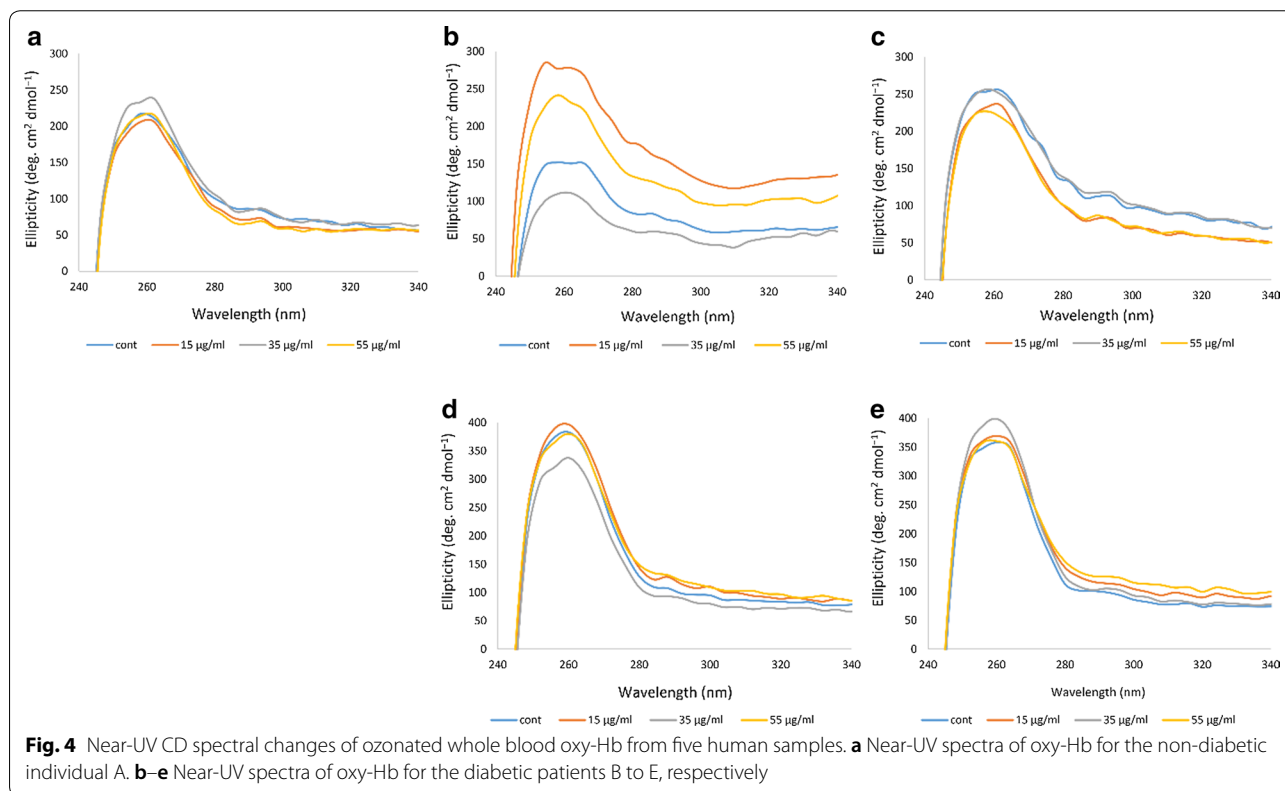 a
300
250
200
150
100
50
0
Ellipticity (deg. cm² dmol⁻¹)
240 260 280 300 320 340
Wavelength (nm)
cont 15 µg/ml 35 µg/ml 55 µg/ml
b
300
250
200
150
100
50
0
Ellipticity (deg. cm² dmol⁻¹)
240 260 280 300 320 340
Wavelength (nm)
cont 15 µg/ml 35 µg/ml 55 µg/ml
c
300
250
200
150
100
50
0
Ellipticity (deg. cm² dmol⁻¹)
240 260 280 300 320 340
Wavelength (nm)
cont 15 µg/ml 35 µg/ml 55 µg/ml
d
400
350
300
250
200
150
100
50
0
Ellipticity (deg. cm² dmol⁻¹)
240 260 280 300 320 340
Wavelength (nm)
cont 15 µg/ml 35 µg/ml 55 µg/ml
e
400
350
300
250
200
150
100
50
0
Ellipticity (deg. cm² dmol⁻¹)
240 260 280 300 320 340
Wavelength (nm)
cont 15 µg/ml 35 µg/ml 55 µg/ml
Fig. 4 Near-UV CD spectral changes of ozonated whole blood oxy-Hb from five human samples. a Near-UV spectra of oxy-Hb for the non-diabetic
individual A. b–e Near-UV spectra of oxy-Hb for the diabetic patients B to E, respectively